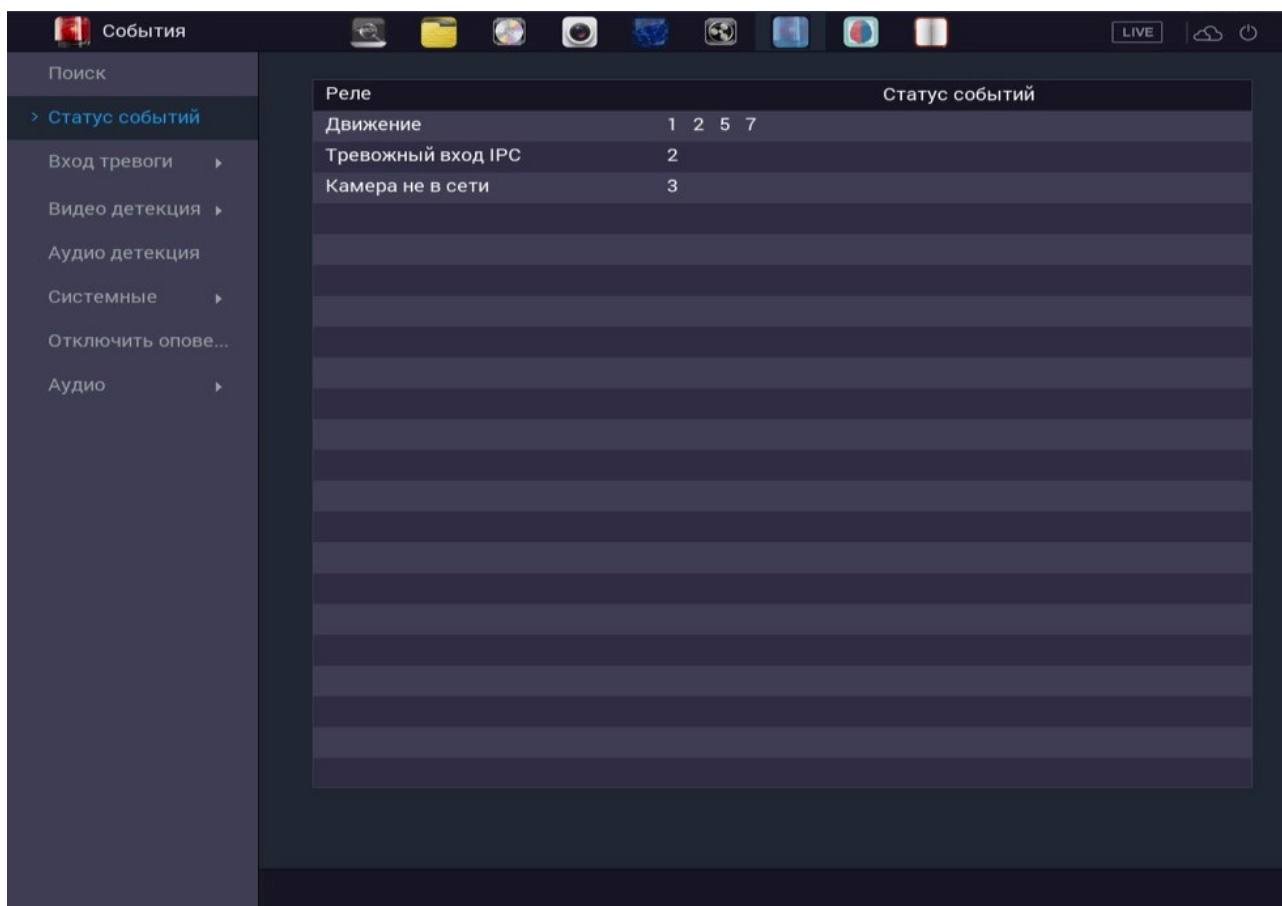 События
LIVE
Поиск
> Статус событий
Вход тревоги
Видео детекция
Аудио детекция
Системные
Отключить опове...
Аудио
Реле Статус событий
Движение 1 2 5 7
Тревожный вход IPC 2
Камера не в сети 3